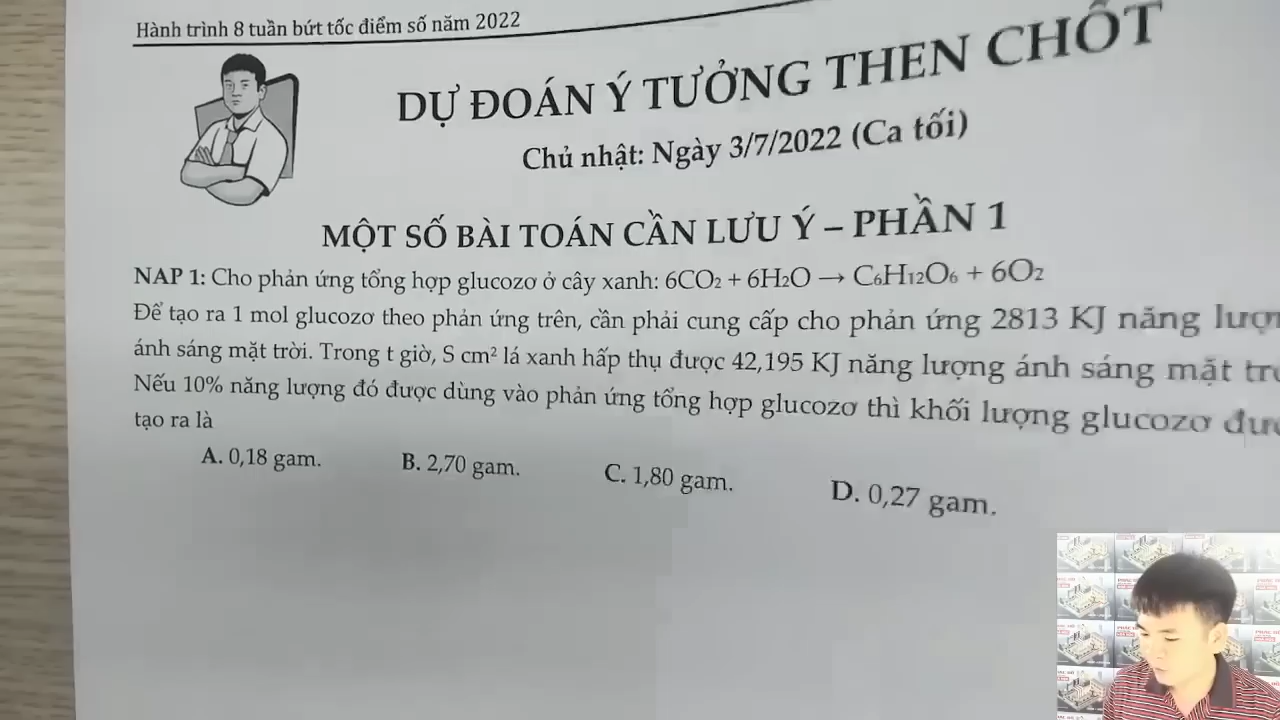 Hành trình 8 tuần bứt tốc điểm số năm 2022
DỰ ĐOÁN Ý TƯỞNG THEN CHỐT
Chủ nhật: Ngày 3/7/2022 (Ca tối)
MỘT SỐ BÀI TOÁN CẦN LƯU Ý – PHẦN 1
NAP 1: Cho phản ứng tổng hợp glucozơ ở cây xanh: 6CO₂ + 6H₂O → C₆H₁₂O₆ + 6O₂
Để tạo ra 1 mol glucozơ theo phản ứng trên, cần phải cung cấp cho phản ứng 2813 KJ năng
ánh sáng mặt trời. Trong t giờ, S cm² lá xanh hấp thụ được 42,195 KJ năng lượng ánh sáng mặt
Nếu 10% năng lượng đó được dùng vào phản ứng tổng hợp glucozơ thì khối lượng glucozơ
tạo ra là
A. 0,18 gam. B. 2,70 gam. C. 1,80 gam. D. 0,27 gam.